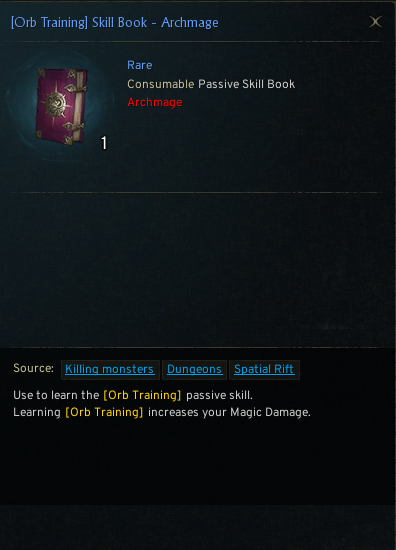 [Orb Training] Skill Book - Archmage
Rare
Consumable Passive Skill Book
Archmage
1
Source: Killing monsters Dungeons Spatial Rift
Use to learn the [Orb Training] passive skill.
Learning [Orb Training] increases your Magic Damage.